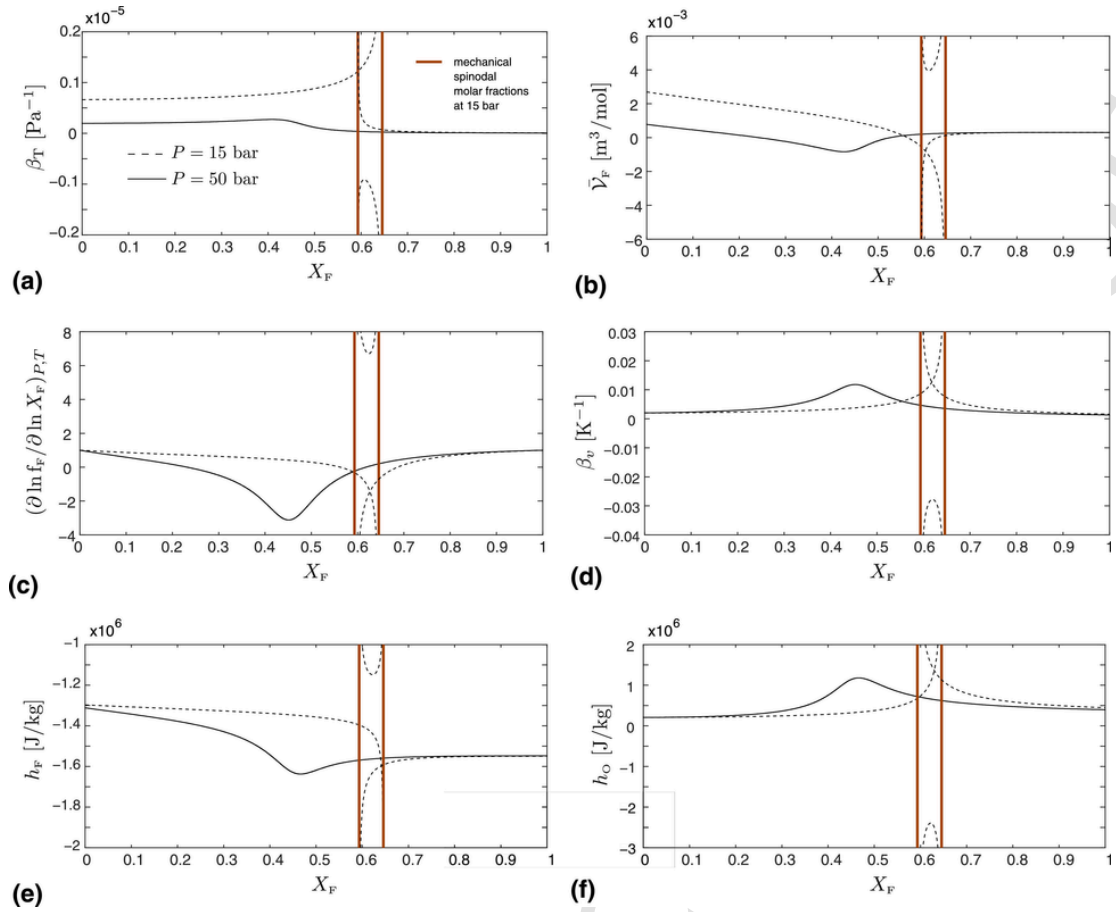 ×10⁻⁵
0.2
0.1
0
−0.1
−0.2
β_T [Pa⁻¹]
mechanical
spinodal
molar fractions
at 15 bar
P = 15 bar
P = 50 bar
0 0.1 0.2 0.3 0.4 0.5 0.6 0.7 0.8 0.9 1
X_F
(a)
×10⁻³
6
4
2
0
−2
−4
−6
𝒱̄_F [m³/mol]
0 0.1 0.2 0.3 0.4 0.5 0.6 0.7 0.8 0.9 1
X_F
(b)
8
6
4
2
0
−2
−4
(∂ ln f_F/∂ ln X_F)_P,T
0 0.1 0.2 0.3 0.4 0.5 0.6 0.7 0.8 0.9 1
X_F
(c)
0.03
0.02
0.01
0
−0.01
−0.02
−0.03
−0.04
β_v [K⁻¹]
0 0.1 0.2 0.3 0.4 0.5 0.6 0.7 0.8 0.9 1
X_F
(d)
×10⁶
−1
−1.2
−1.4
−1.6
−1.8
−2
h_F [J/kg]
0 0.1 0.2 0.3 0.4 0.5 0.6 0.7 0.8 0.9 1
X_F
(e)
×10⁶
2
1
0
−1
−2
−3
h_O [J/kg]
0 0.1 0.2 0.3 0.4 0.5 0.6 0.7 0.8 0.9 1
X_F
(f)